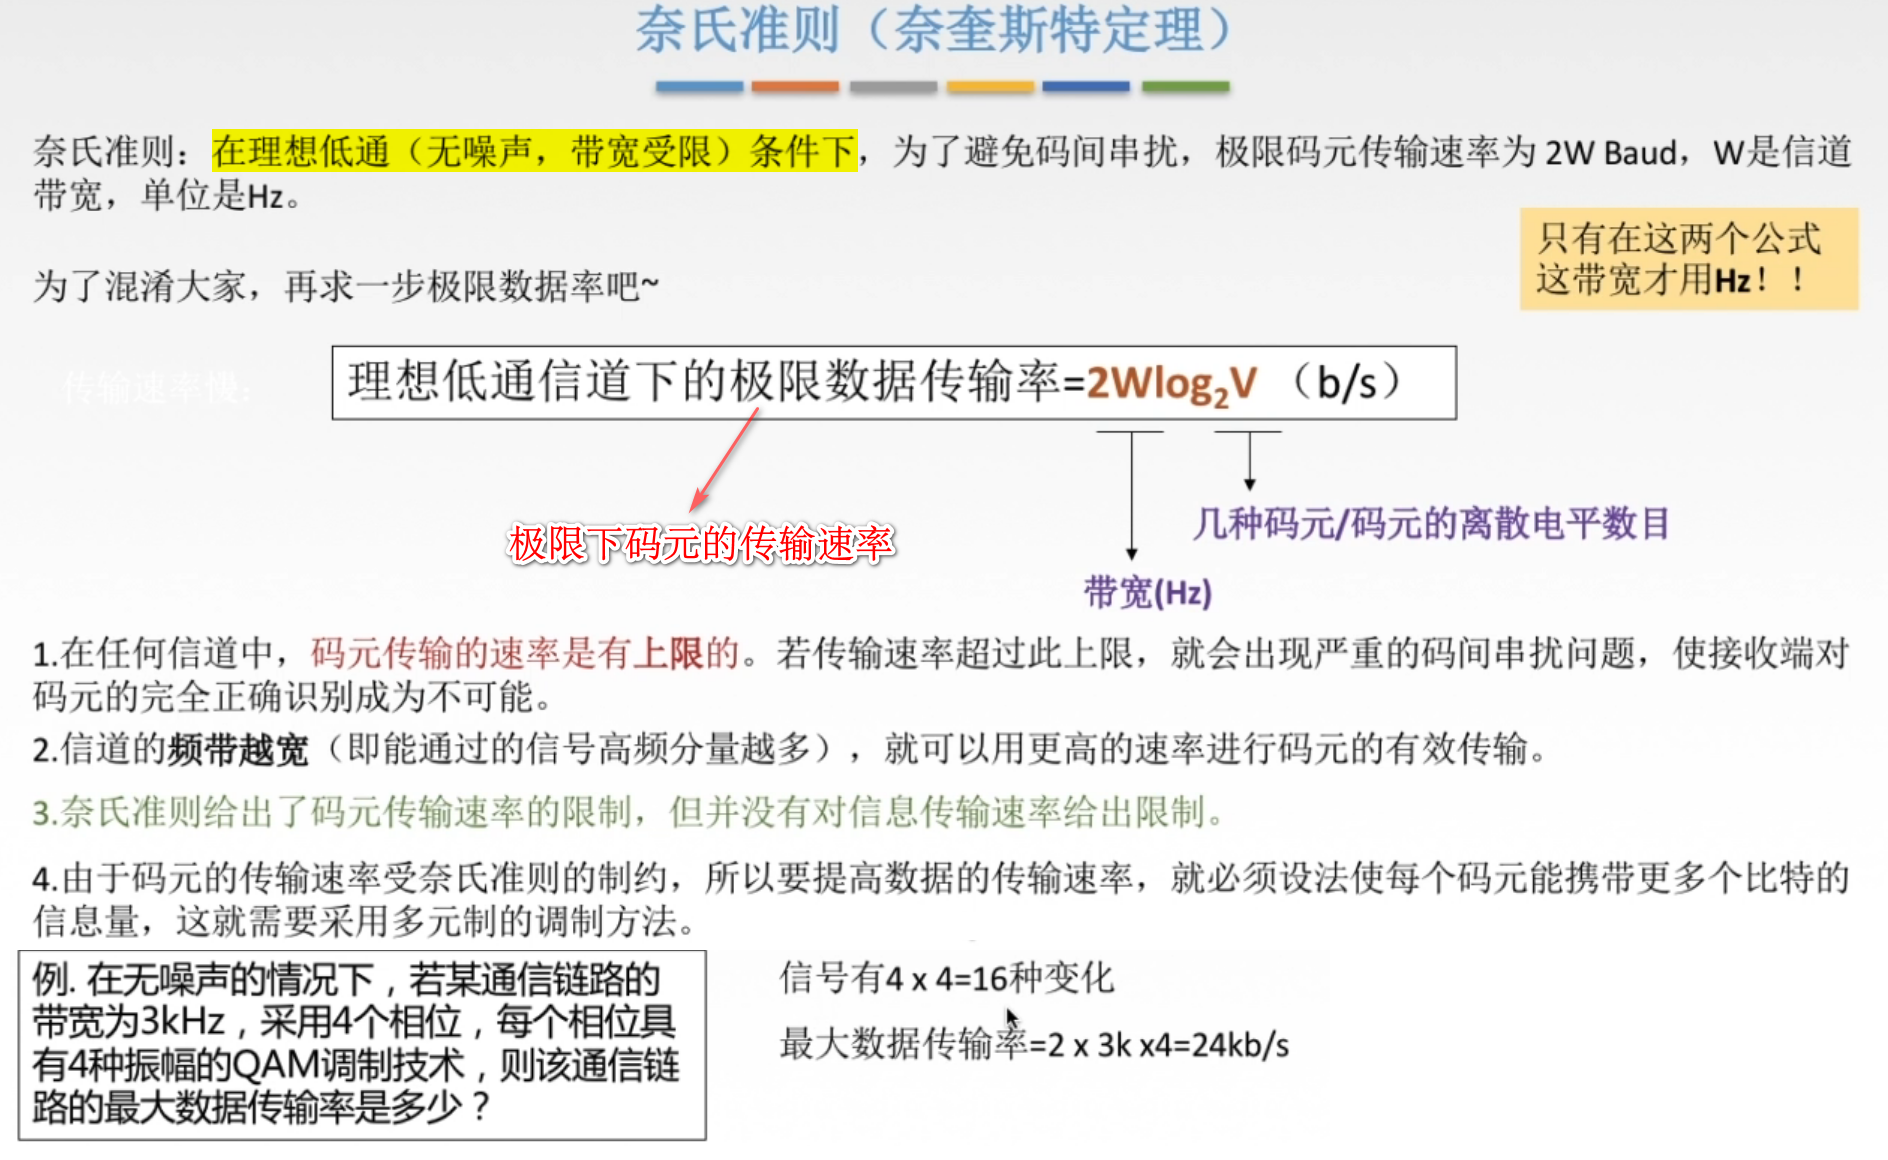 奈氏准则（奈奎斯特定理）
奈氏准则：在理想低通（无噪声，带宽受限）条件下，为了避免码间串扰，极限码元传输速率为 2W Baud，W是信道
带宽，单位是Hz。
只有在这两个公式
这带宽才用Hz！！
为了混淆大家，再求一步极限数据率吧~
传输速率慢：
理想低通信道下的极限数据传输率=2Wlog₂V （b/s）
极限下码元的传输速率
几种码元/码元的离散电平数目
带宽(Hz)
1.在任何信道中，码元传输的速率是有上限的。若传输速率超过此上限，就会出现严重的码间串扰问题，使接收端对
码元的完全正确识别成为不可能。
2.信道的频带越宽（即能通过的信号高频分量越多），就可以用更高的速率进行码元的有效传输。
3.奈氏准则给出了码元传输速率的限制，但并没有对信息传输速率给出限制。
4.由于码元的传输速率受奈氏准则的制约，所以要提高数据的传输速率，就必须设法使每个码元能携带更多个比特的
信息量，这就需要采用多元制的调制方法。
例. 在无噪声的情况下，若某通信链路的
带宽为3kHz，采用4个相位，每个相位具
有4种振幅的QAM调制技术，则该通信链
路的最大数据传输率是多少？
信号有4 x 4=16种变化
最大数据传输率=2 x 3k x4=24kb/s